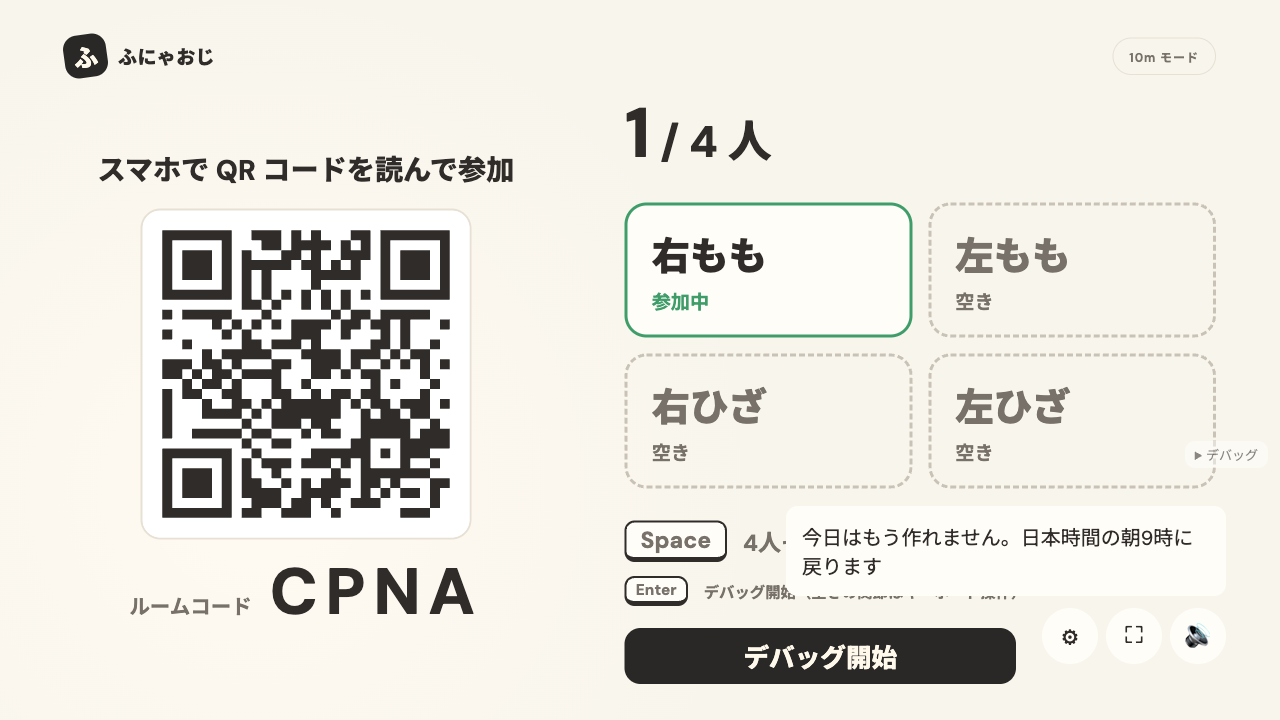 ふ ふにゃおじ
10m モード
スマホで QR コードを読んで参加
ルームコード CPNA
1 / 4 人
右もも
参加中
左もも
空き
右ひざ
空き
左ひざ
空き
▶ デバッグ
Space 4人
今日はもう作れません。日本時間の朝9時に
戻ります
Enter デバッグ開始
デバッグ開始